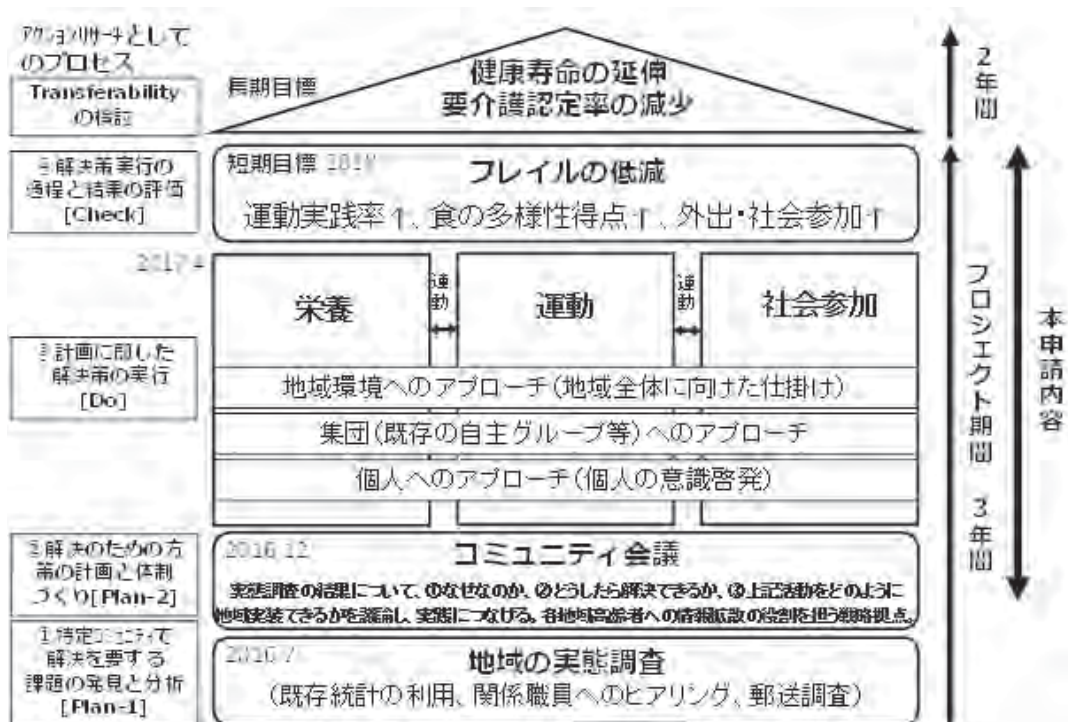 アクションリサーチとして
のプロセス
Transferability
の検討
長期目標
健康寿命の延伸
要介護認定率の減少
2年間
④解決策実行の
過程と結果の評価
[Check]
短期目標
フレイルの低減
運動実践率↑、食の多様性得点↑、外出・社会参加↑
2017.4
栄養
連動
運動
連動
社会参加
③計画に即した
解決策の実行
[Do]
地域環境へのアプローチ(地域全体に向けた仕掛け)
集団(既存の自主グループ等)へのアプローチ
個人へのアプローチ(個人の意識啓発)
プロジェクト期間 3年間
本申請内容
②解決のための方
策の計画と体制
づくり[Plan-2]
2016.12
コミュニティ会議
実態調査の結果について、①なぜなのか、②どうしたら解決できるか、③上記活動をどのように
地域実装できるかを議論し、実践につなげる。各地域高齢者への情報拡散の役割を担う戦略拠点。
①特定コミュニティで
解決を要する
課題の発見と分析
[Plan-1]
2016.7
地域の実態調査
(既存統計の利用、関係職員へのヒアリング、郵送調査)